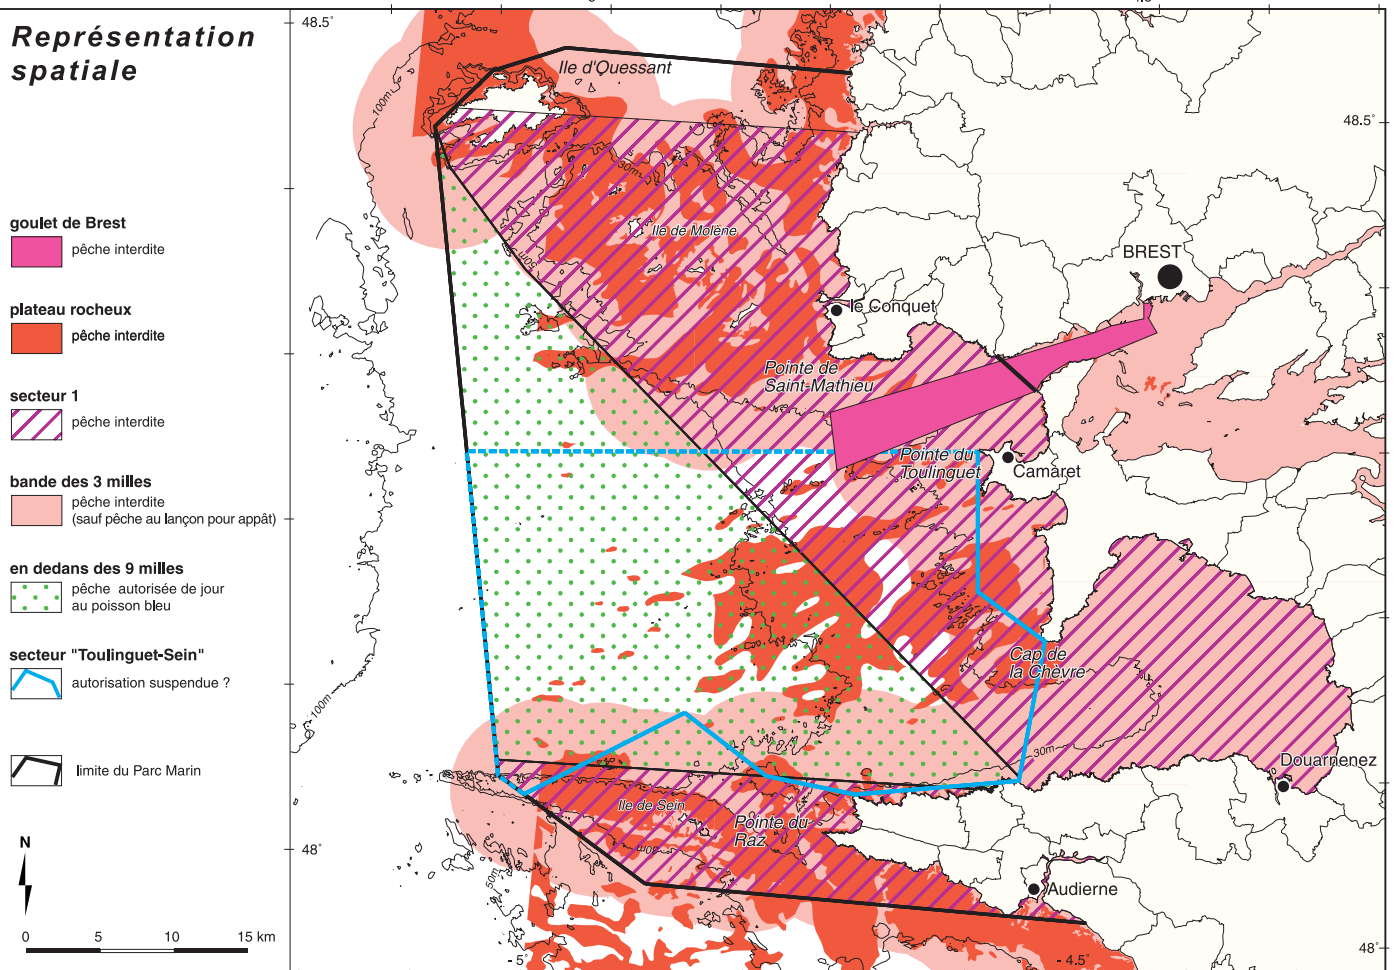 Représentation
spatiale
goulet de Brest
pêche interdite
plateau rocheux
pêche interdite
secteur 1
pêche interdite
bande des 3 milles
pêche interdite
(sauf pêche au lançon pour appât)
en dedans des 9 milles
pêche autorisée de jour
au poisson bleu
secteur "Toulinguet-Sein"
autorisation suspendue ?
limite du Parc Marin
N
0 5 10 15 km
48.5°
48.5°
Ile d'Ouessant
100m
30m
Ile de Molène
50m
BREST
le Conquet
Pointe de
Saint-Mathieu
Pointe du
Toulinguet
Camaret
Cap de
la Chèvre
100m
30m
Douarnenez
Ile de Sein
Pointe du
Raz
30m
50m
Audierne
48°
48°
- 5°
- 4.5°